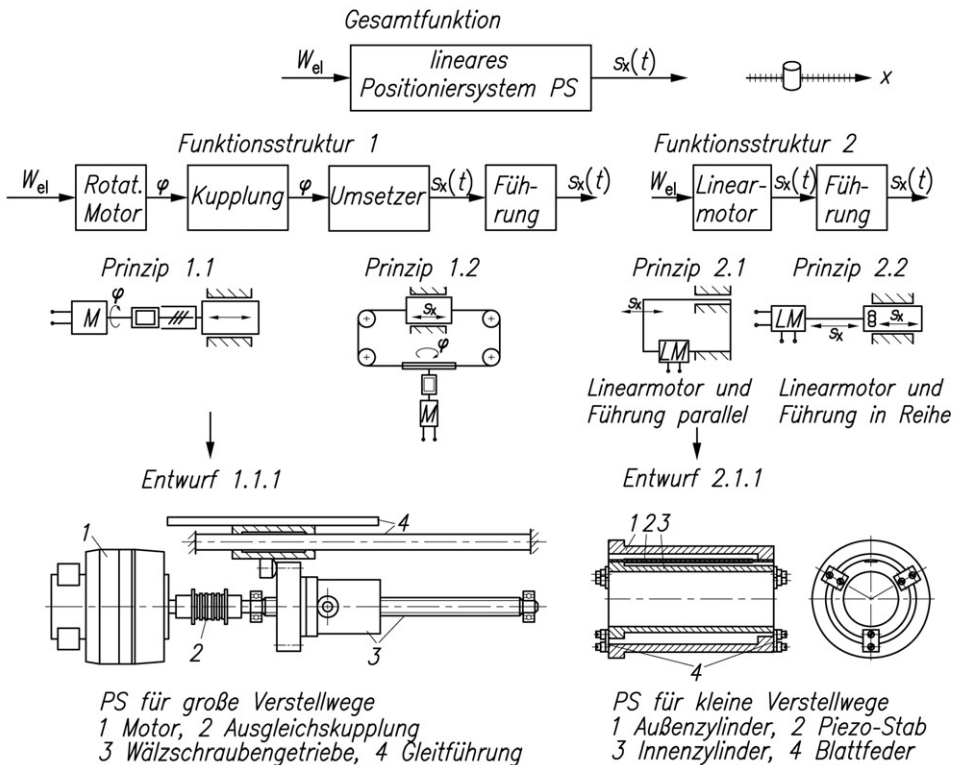 Gesamtfunktion
W_el
lineares
Positioniersystem PS
s_x(t)
x
Funktionsstruktur 1
W_el
Rotat.
Motor
φ
Kupplung
φ
Umsetzer
s_x(t)
Füh-
rung
s_x(t)
Funktionsstruktur 2
W_el
Linear-
motor
s_x(t)
Füh-
rung
s_x(t)
Prinzip 1.1
M
φ
Prinzip 1.2
s_x
φ
M
Prinzip 2.1
s_x
LM
Linearmotor und
Führung parallel
Prinzip 2.2
LM
s_x
s_x
Linearmotor und
Führung in Reihe
Entwurf 1.1.1
1
2
3
4
PS für große Verstellwege
1 Motor, 2 Ausgleichskupplung
3 Wälzschraubengetriebe, 4 Gleitführung
Entwurf 2.1.1
1 2 3
4
PS für kleine Verstellwege
1 Außenzylinder, 2 Piezo-Stab
3 Innenzylinder, 4 Blattfeder